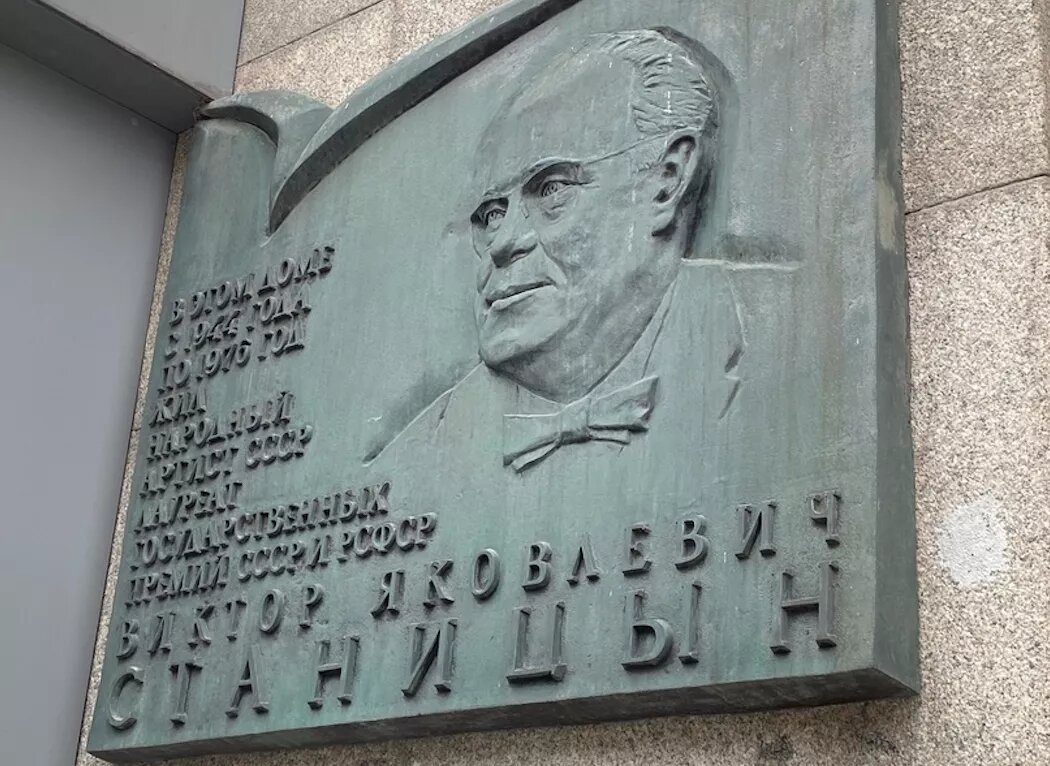 В ЭТОМ ДОМЕ
С 1944 ГОДА
ПО 1976 ГОД
ЖИЛ
НАРОДНЫЙ
АРТИСТ СССР
ЛАУРЕАТ
ГОСУДАРСТВЕННЫХ
ПРЕМИЙ СССР И РСФСР
ВИКТОР ЯКОВЛЕВИЧ
СТАНИЦЫН